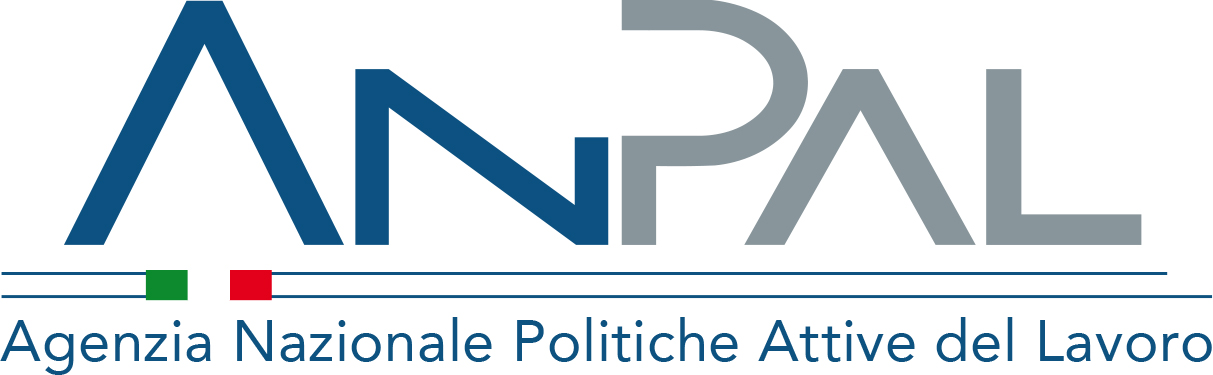 ANPAL
Agenzia Nazionale Politiche Attive del Lavoro